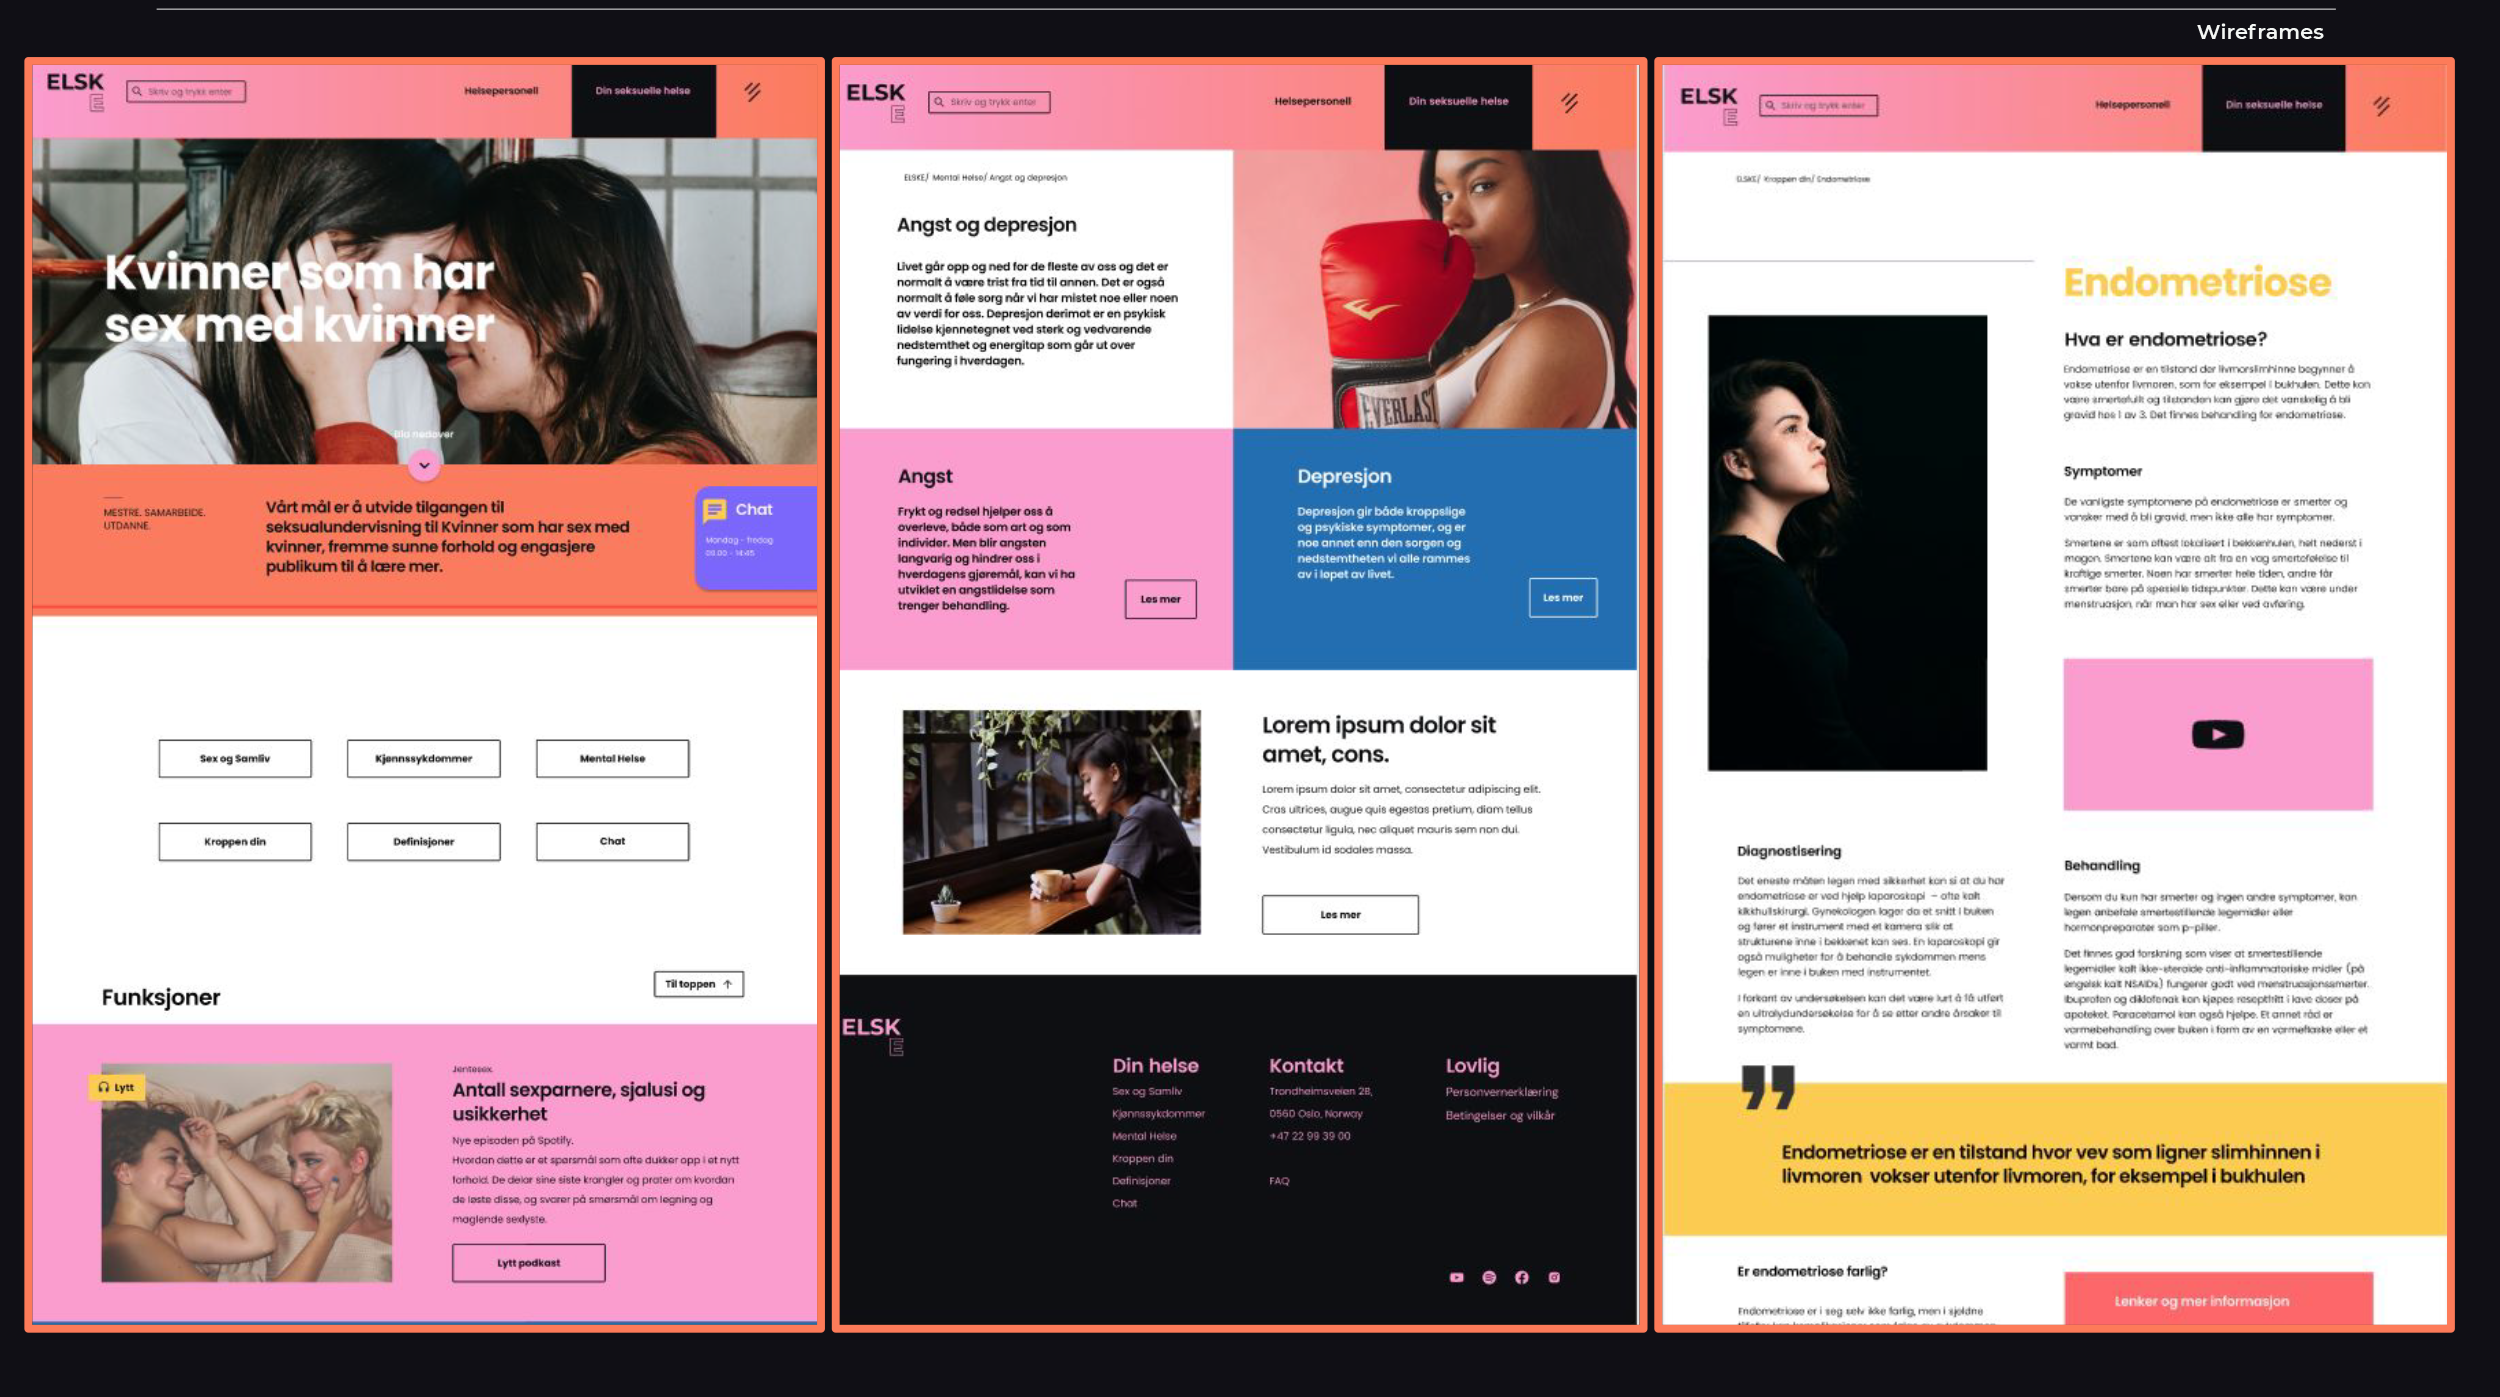 Wireframes
ELSK
E
Skriv og trykk enter
Helsepersonell
Din seksuelle helse
Kvinner som har
sex med kvinner
Bla nedover
MESTRE. SAMARBEIDE.
UTDANNE.
Vårt mål er å utvide tilgangen til
seksualundervisning til Kvinner som har sex med
kvinner, fremme sunne forhold og engasjere
publikum til å lære mer.
Chat
Mandag - fredag
09.00 - 14:45
Sex og Samliv
Kjønnssykdommer
Mental Helse
Kroppen din
Definisjoner
Chat
Til toppen
Funksjoner
Lytt
Jentesex.
Antall sexparnere, sjalusi og
usikkerhet
Nye episoden på Spotify.
Hvordan dette er et spørsmål som ofte dukker opp i et nytt
forhold. De deiar sine siste krangler og prater om kvordan
de løste disse, og svarer på smørsmål om legning og
maglende sexlyste.
Lytt podkast
ELSK
E
Skriv og trykk enter
Helsepersonell
Din seksuelle helse
ELSKE/ Mental Helse/ Angst og depresjon
Angst og depresjon
Livet går opp og ned for de fleste av oss og det er
normalt å være trist fra tid til annen. Det er også
normalt å føle sorg når vi har mistet noe eller noen
av verdi for oss. Depresjon derimot er en psykisk
lidelse kjennetegnet ved sterk og vedvarende
nedstemthet og energitap som går ut over
fungering i hverdagen.
EVERLAST
Angst
Frykt og redsel hjelper oss å
overleve, både som art og som
individer. Men blir angsten
langvarig og hindrer oss i
hverdagens gjøremål, kan vi ha
utviklet en angstlidelse som
trenger behandling.
Les mer
Depresjon
Depresjon gir både kroppslige
og psykiske symptomer, og er
noe annet enn den sorgen og
nedstemtheten vi alle rammes
av i løpet av livet.
Les mer
Lorem ipsum dolor sit
amet, cons.
Lorem ipsum dolor sit amet, consectetur adipiscing elit.
Cras ultrices, augue quis egestas pretium, diam tellus
consectetur ligula, nec aliquet mauris sem non dui.
Vestibulum id sodales massa.
Les mer
ELSK
E
Din helse
Sex og Samliv
Kjønnssykdommer
Mental Helse
Kroppen din
Definisjoner
Chat
Kontakt
Trondheimsveien 28,
0560 Oslo, Norway
+47 22 99 39 00
FAQ
Lovlig
Personvernerklæring
Betingelser og vilkår
ELSK
E
Skriv og trykk enter
Helsepersonell
Din seksuelle helse
ELSKE/ Kroppen din/ Endometriose
Endometriose
Hva er endometriose?
Endometriose er en tilstand der livmorslimhinne begynner å
vokse utenfor livmoren, som for eksempel i bukhulen. Dette kan
være smertefullt og tilstanden kan gjøre det vanskelig å bli
gravid hos 1 av 3. Det finnes behandling for endometriose.
Symptomer
De vanligste symptomene på endometriose er smerter og
vansker med å bli gravid, men ikke alle har symptomer.
Smertene er som oftest lokalisert i bekkenhulen, helt nederst i
magen. Smertene kan være alt fra en vag smertefølelse til
kraftige smerter. Noen har smerter hele tiden, andre får
smerter bare på spesielle tidspunkter. Dette kan være under
menstruasjon, når man har sex eller ved avføring.
Diagnostisering
Det eneste måten legen med sikkerhet kan si at du har
endometriose er ved hjelp laparoskopi – ofte kalt
kikkhullskirurgi. Gynekologen lager da et snitt i buken
og fører et instrument med et kamera slik at
strukturene inne i bekkenet kan ses. En laparoskopi gir
også muligheter for å behandle sykdommen mens
legen er inne i buken med instrumentet.
I forkant av undersøkelsen kan det være lurt å få utført
en ultralydundersøkelse for å se etter andre årsaker til
symptomene.
Behandling
Dersom du kun har smerter og ingen andre symptomer, kan
legen anbefale smertestillende legemidler eller
hormonpreparater som p-piller.
Det finnes god forskning som viser at smertestillende
legemidler kalt ikke-steroide anti-inflammatoriske midler (på
engelsk kalt NSAIDs) fungerer godt ved menstruasjonssmerter.
Ibuprofen og diklofenak kan kjøpes reseptfritt i lave doser på
apoteket. Paracetamol kan også hjelpe. Et annet råd er
varmebehandling over buken i form av en varmeflaske eller et
varmt bad.
Endometriose er en tilstand hvor vev som ligner slimhinnen i
livmoren vokser utenfor livmoren, for eksempel i bukhulen
Er endometriose farlig?
Endometriose er i seg selv ikke farlig, men i sjeldne
Lenker og mer informasjon